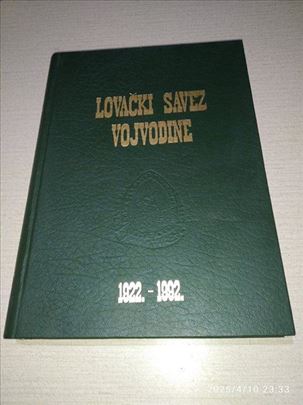 LOVAČKI SAVEZ
VOJVODINE
1922. - 1992.
2025/4/10 23:33